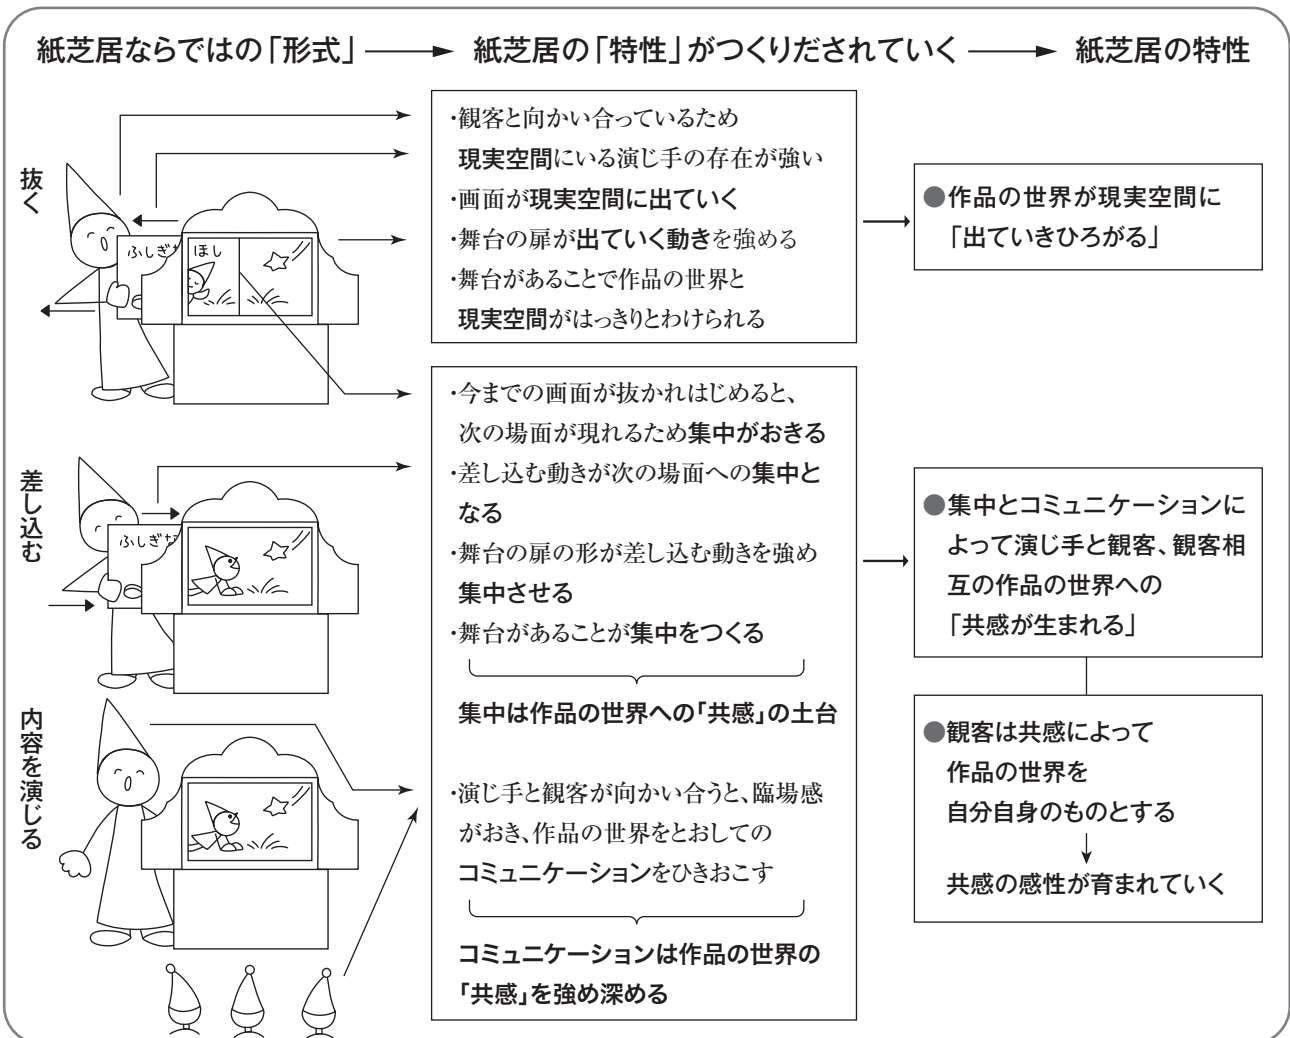 紙芝居ならではの「形式」
紙芝居の「特性」がつくりだされていく
紙芝居の特性
抜く
ふしぎな
ほし
・観客と向かい合っているため
現実空間にいる演じ手の存在が強い
・画面が現実空間に出ていく
・舞台の扉が出ていく動きを強める
・舞台があることで作品の世界と
現実空間がはっきりとわけられる
●作品の世界が現実空間に
「出ていきひろがる」
差し込む
ふしぎな
・今までの画面が抜かれはじめると、
次の場面が現れるため集中がおきる
・差し込む動きが次の場面への集中と
なる
・舞台の扉の形が差し込む動きを強め
集中させる
・舞台があることが集中をつくる
集中は作品の世界への「共感」の土台
●集中とコミュニケーションに
よって演じ手と観客、観客相
互の作品の世界への
「共感が生まれる」
内容を演じる
・演じ手と観客が向かい合うと、臨場感
がおき、作品の世界をとおしての
コミュニケーションをひきおこす
コミュニケーションは作品の世界の
「共感」を強め深める
●観客は共感によって
作品の世界を
自分自身のものとする
共感の感性が育まれていく